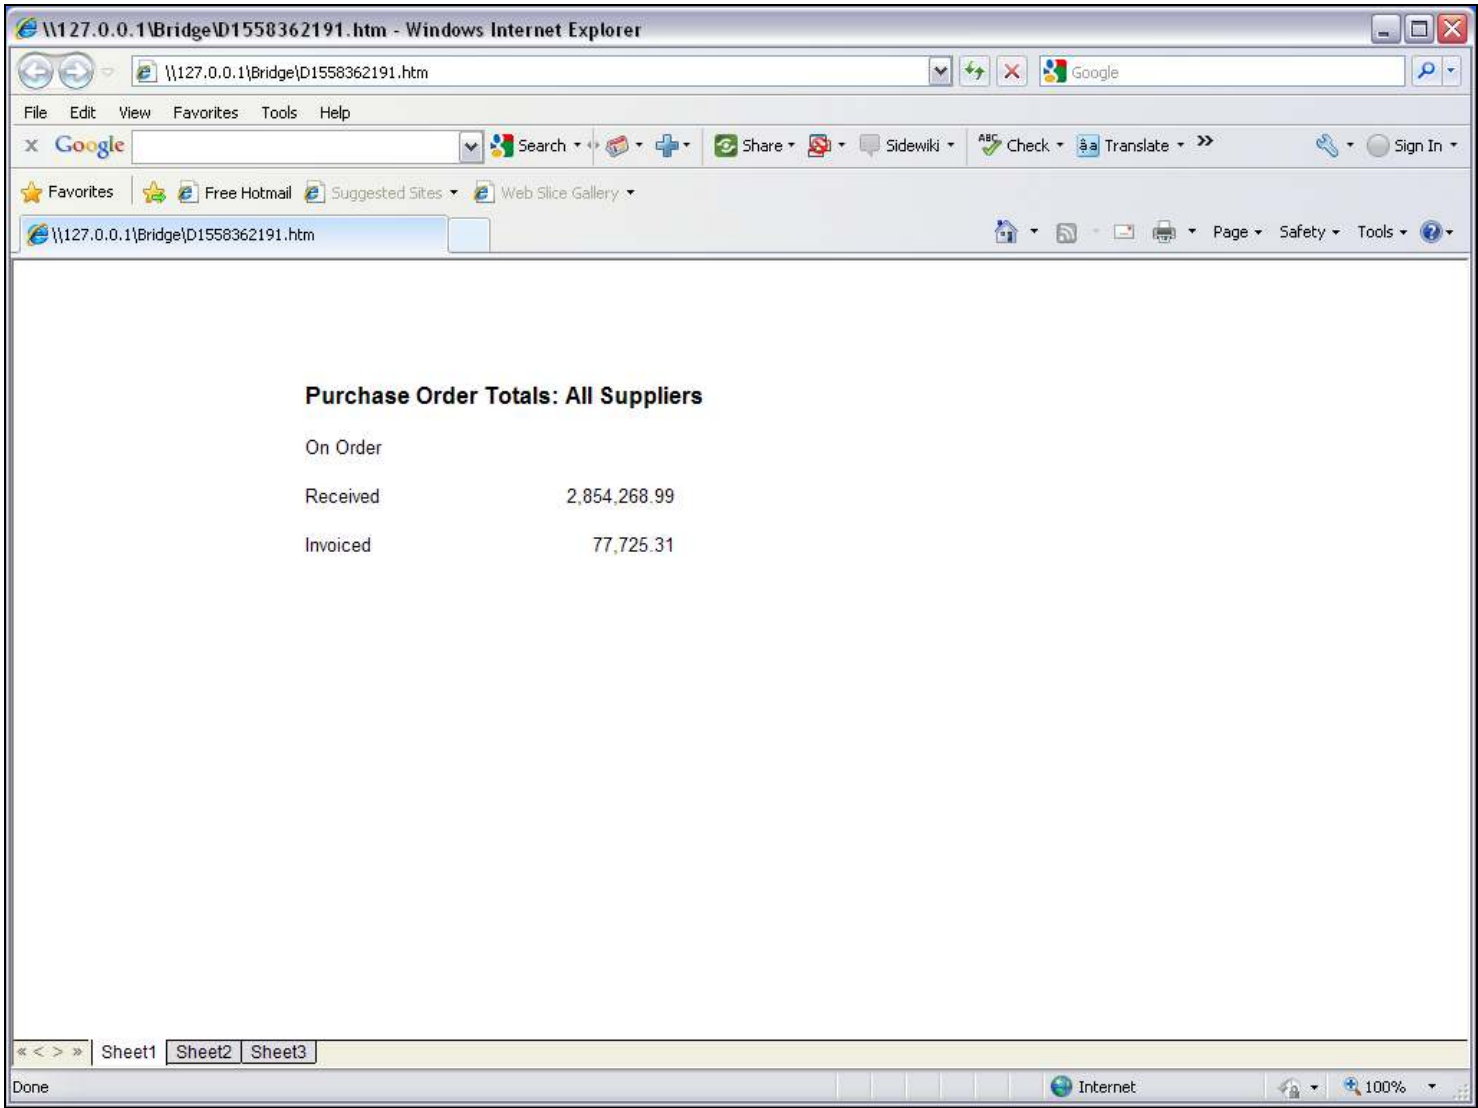 \\127.0.0.1\Bridge\D1558362191.htm - Windows Internet Explorer
\\127.0.0.1\Bridge\D1558362191.htm Google
File Edit View Favorites Tools Help
x Google Search Share Sidewiki ABC Check âa Translate » Sign In
Favorites Free Hotmail Suggested Sites Web Slice Gallery
\\127.0.0.1\Bridge\D1558362191.htm Page Safety Tools
Purchase Order Totals: All Suppliers
On Order
Received 2,854,268.99
Invoiced 77,725.31
« < > » Sheet1 Sheet2 Sheet3
Done Internet 100%